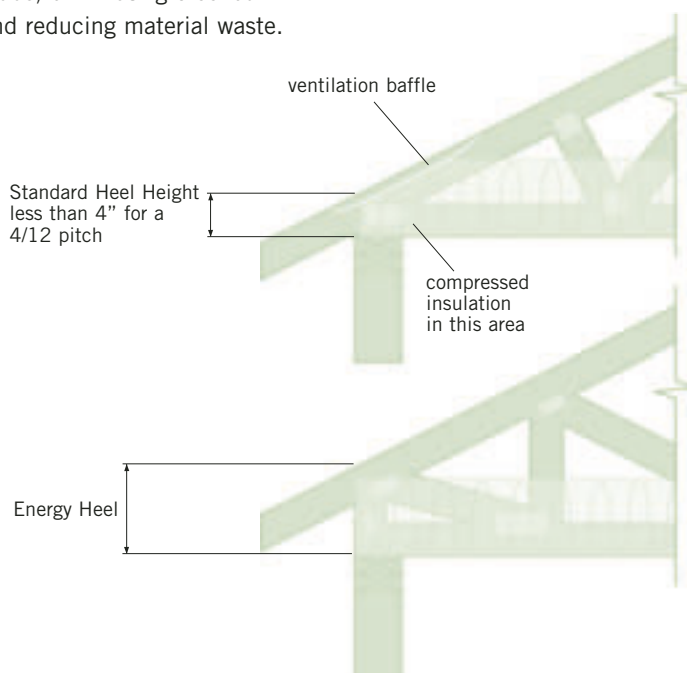 nd reducing material waste.
ventilation baffle
Standard Heel Height
less than 4” for a
4/12 pitch
compressed
insulation
in this area
Energy Heel